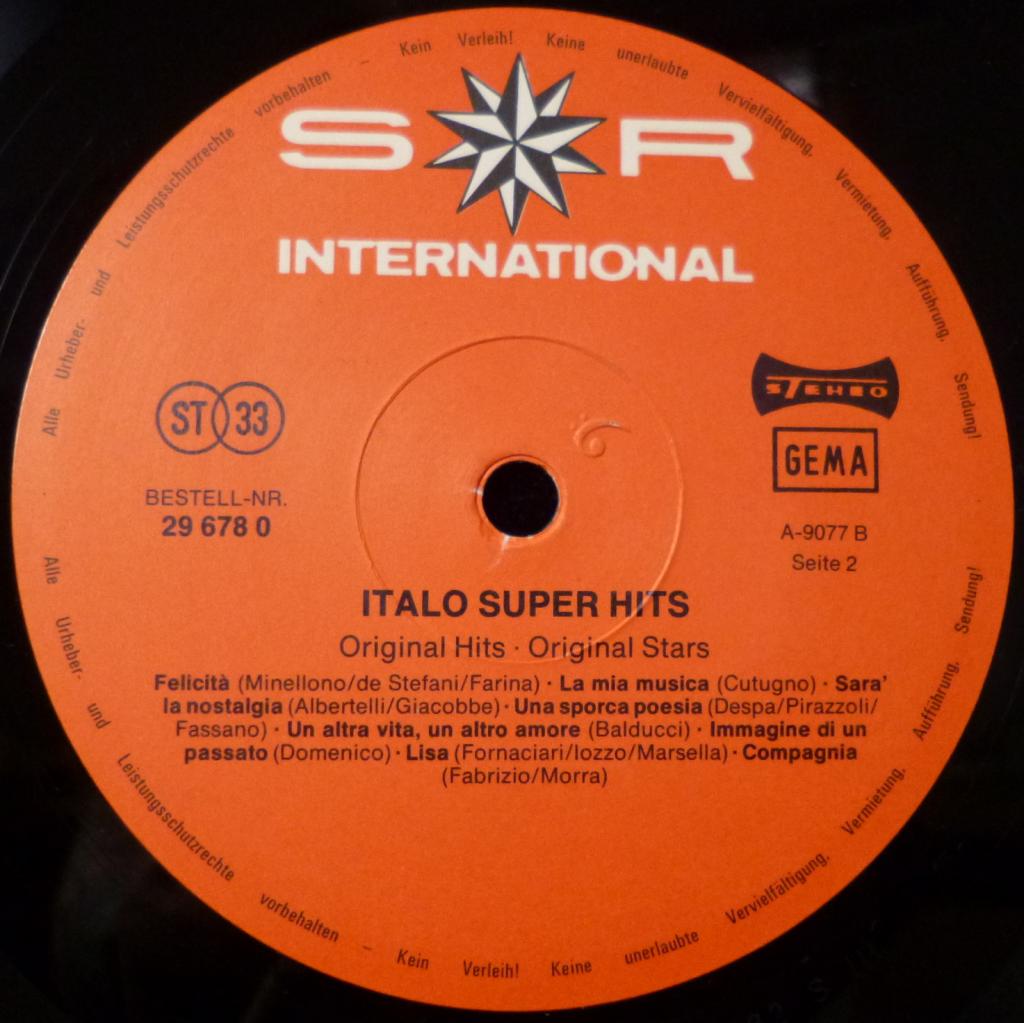 Alle Urheber- und Leistungsschutzrechte vorbehalten – Kein Verleih! Keine unerlaubte Vervielfältigung, Vermietung, Aufführung, Sendung!
S R
INTERNATIONAL
ST 33
STEREO
GEMA
BESTELL-NR.
29 678 0
A-9077 B
Seite 2
ITALO SUPER HITS
Original Hits · Original Stars
Felicità (Minellono/de Stefani/Farina) · La mia musica (Cutugno) · Sara'
la nostalgia (Albertelli/Giacobbe) · Una sporca poesia (Despa/Pirazzoli/
Fassano) · Un altra vita, un altro amore (Balducci) · Immagine di un
passato (Domenico) · Lisa (Fornaciari/Iozzo/Marsella) · Compagnia
(Fabrizio/Morra)
Alle Urheber- und Leistungsschutzrechte vorbehalten – Kein Verleih! Keine unerlaubte Vervielfältigung, Vermietung, Aufführung, Sendung!